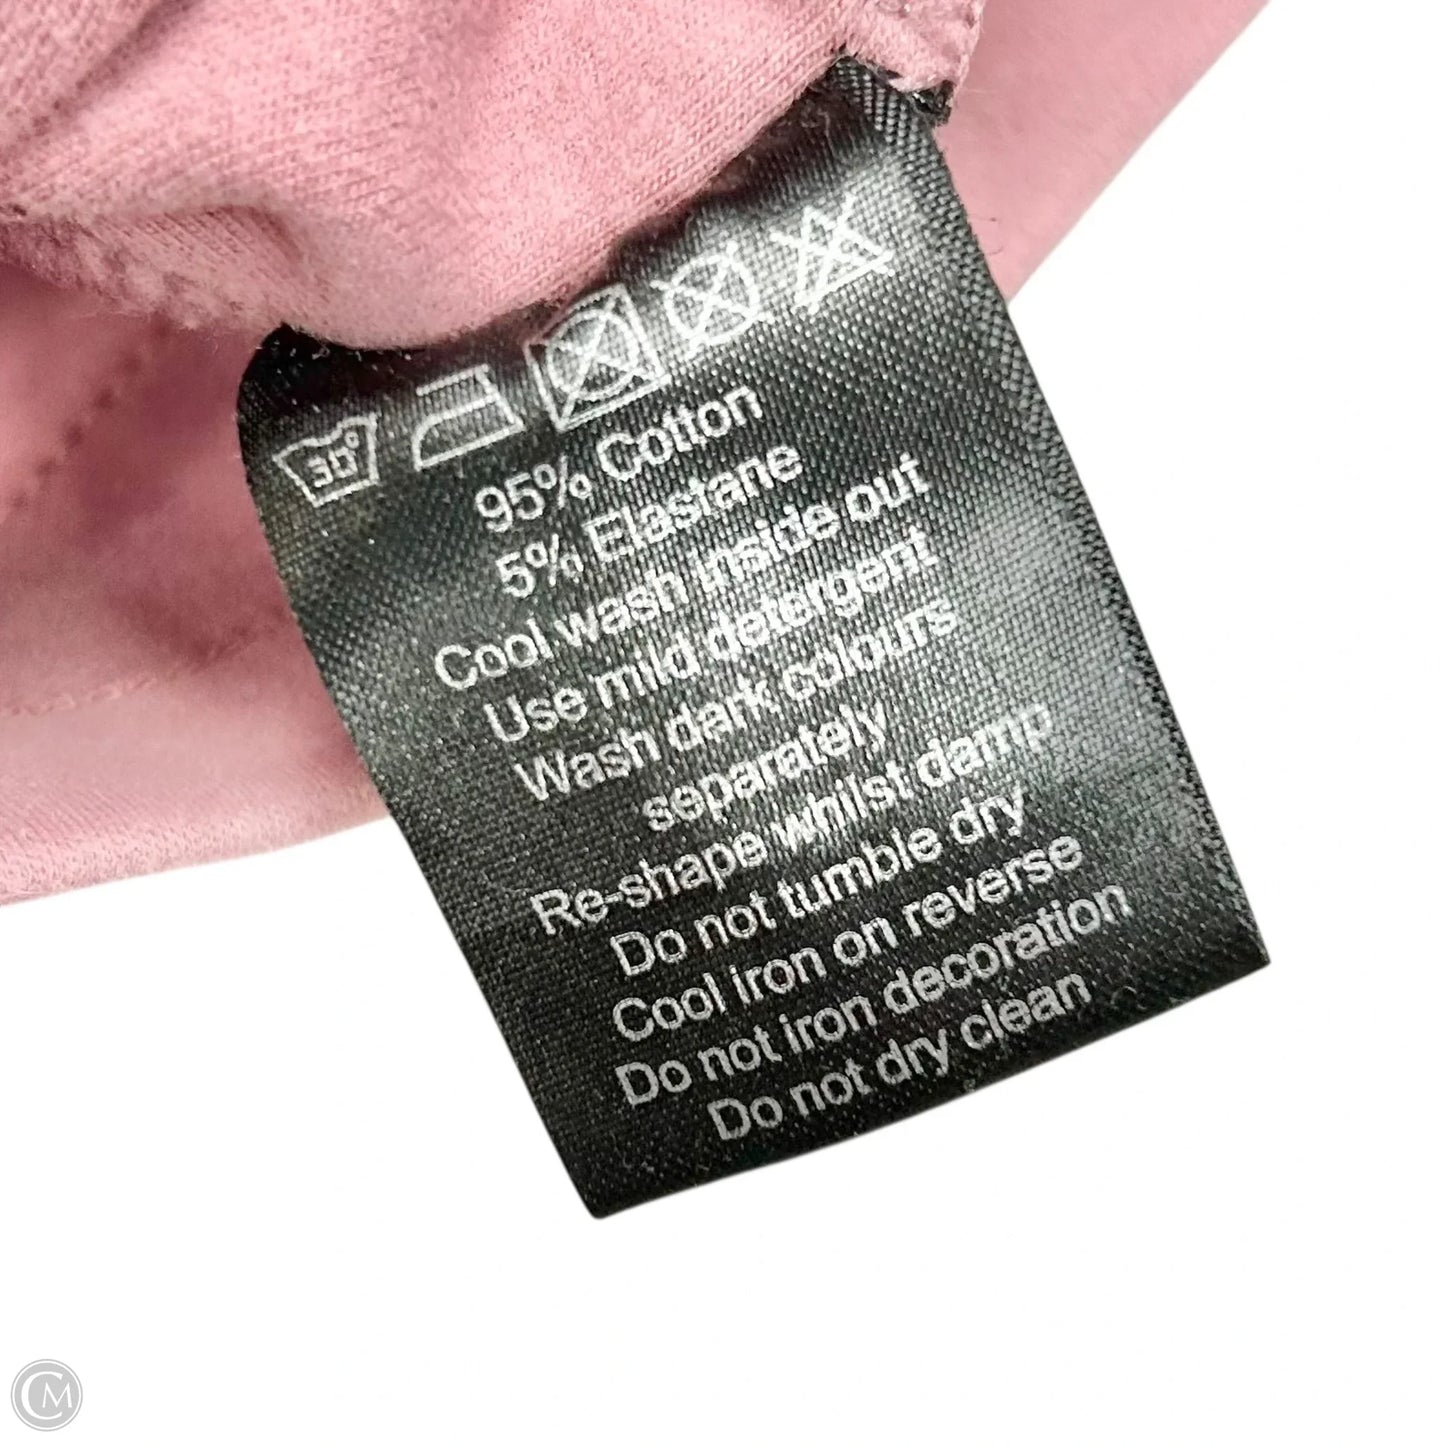 30°
95% Cotton
5% Elastane
Cool wash inside out
Use mild detergent
Wash dark colours
separately
Re-shape whilst damp
Do not tumble dry
Cool iron on reverse
Do not iron decoration
Do not dry clean
CM